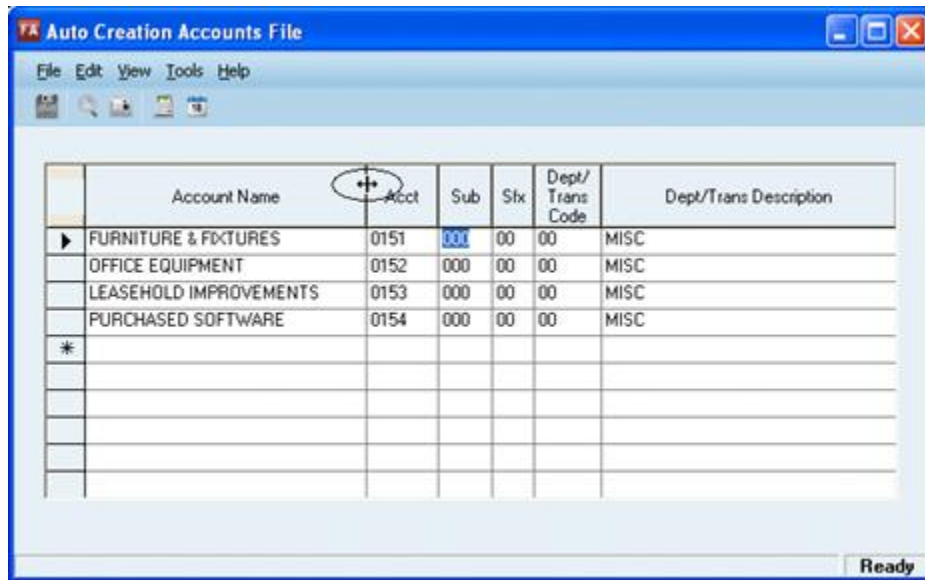 FA Auto Creation Accounts File
File Edit View Tools Help
Account Name Acct Sub Sfx Dept/ Trans Code Dept/Trans Description
FURNITURE & FIXTURES 0151 000 00 00 MISC
OFFICE EQUIPMENT 0152 000 00 00 MISC
LEASEHOLD IMPROVEMENTS 0153 000 00 00 MISC
PURCHASED SOFTWARE 0154 000 00 00 MISC
Ready